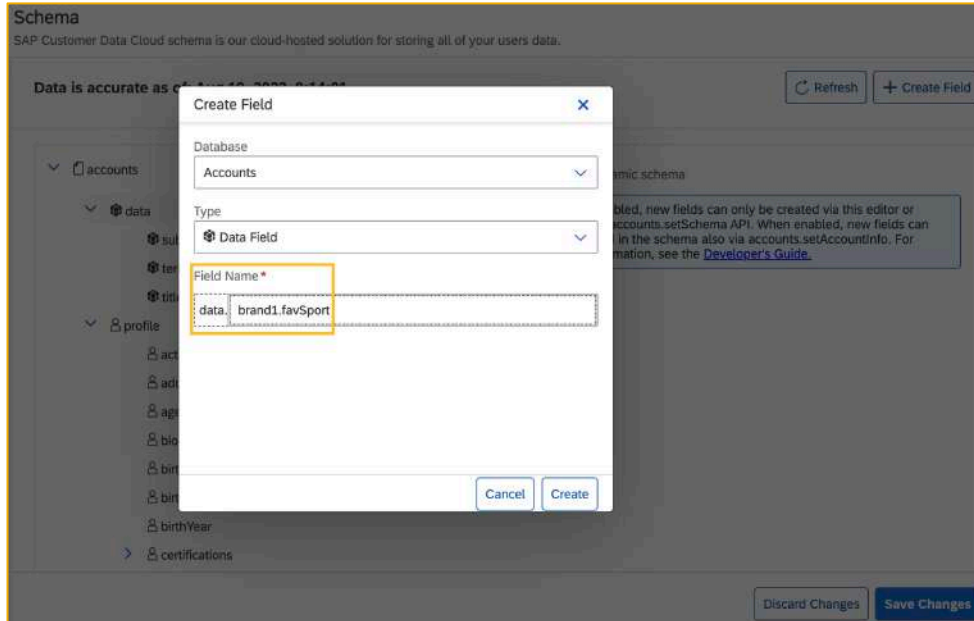 Schema
SAP Customer Data Cloud schema is our cloud-hosted solution for storing all of your users data.
Data is accurate as of:
Refresh
+ Create Field
Create Field
Database
Accounts
Type
Data Field
Field Name*
data. brand1.favSport
Cancel
Create
accounts
data
profile
birthYear
certifications
schema
new fields can only be created via this editor or
accounts.setSchema API. When enabled, new fields can
in the schema also via accounts.setAccountInfo. For
see the Developer's Guide.
Discard Changes
Save Changes